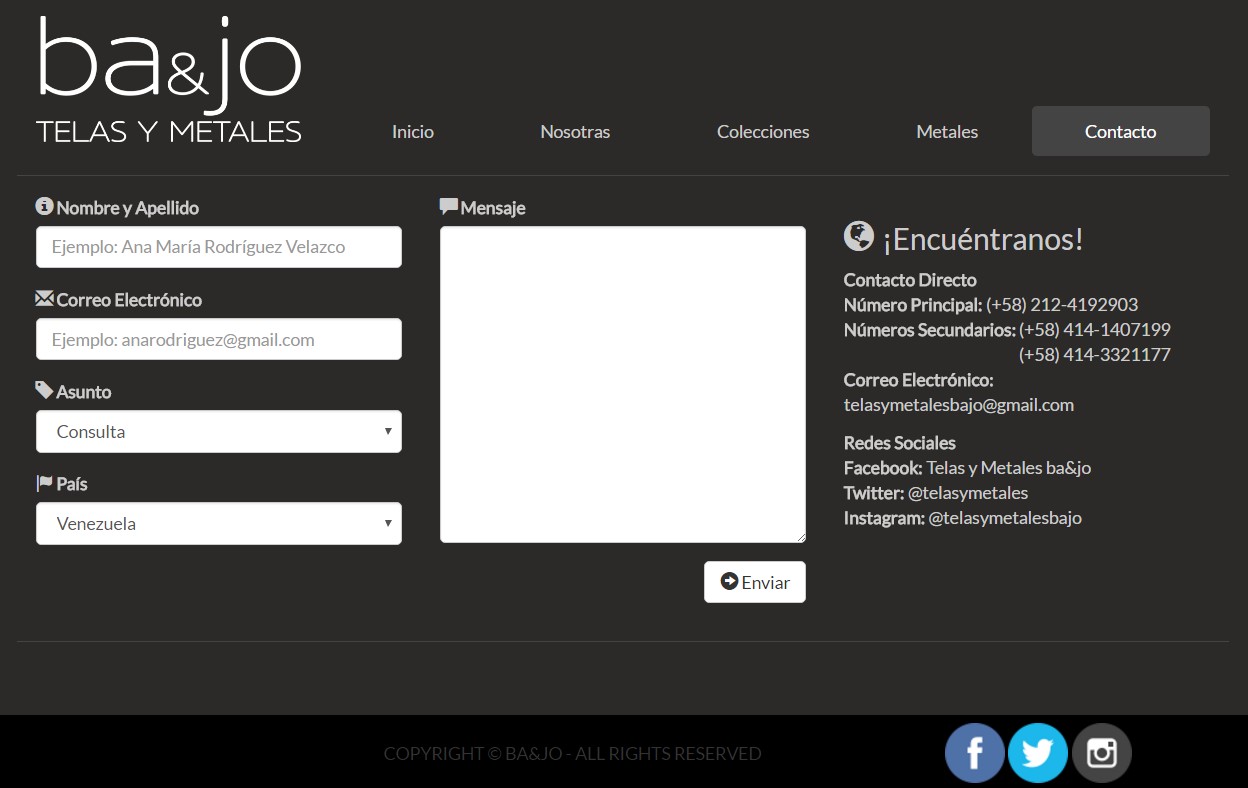 ba&jo
TELAS Y METALES
Inicio
Nosotras
Colecciones
Metales
Contacto
Nombre y Apellido
Ejemplo: Ana María Rodríguez Velazco
Correo Electrónico
Ejemplo: anarodriguez@gmail.com
Asunto
Consulta
País
Venezuela
Mensaje
Enviar
¡Encuéntranos!
Contacto Directo
Número Principal: (+58) 212-4192903
Números Secundarios: (+58) 414-1407199
(+58) 414-3321177
Correo Electrónico:
telasymetalesbajo@gmail.com
Redes Sociales
Facebook: Telas y Metales ba&jo
Twitter: @telasymetales
Instagram: @telasymetalesbajo
COPYRIGHT © BA&JO - ALL RIGHTS RESERVED